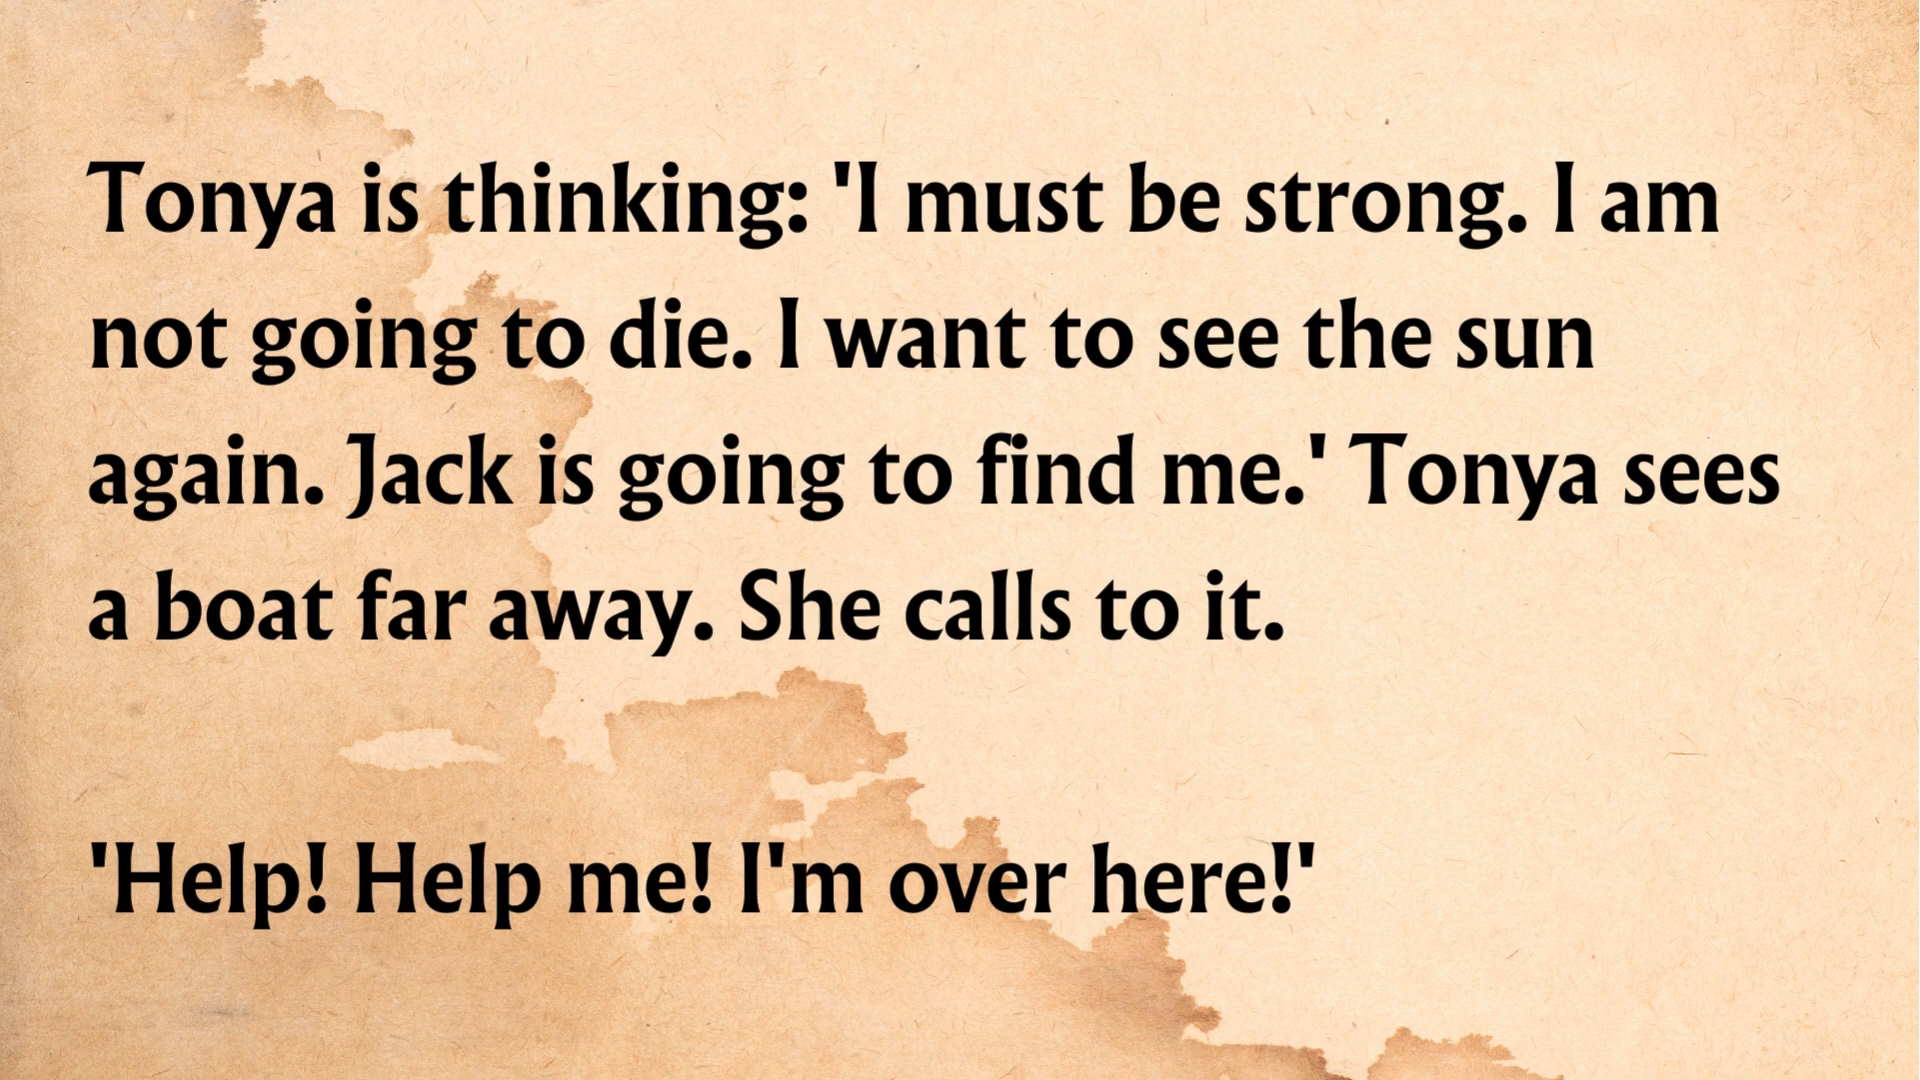 Tonya is thinking: 'I must be strong. I am
not going to die. I want to see the sun
again. Jack is going to find me.' Tonya sees
a boat far away. She calls to it.
'Help! Help me! I'm over here!'